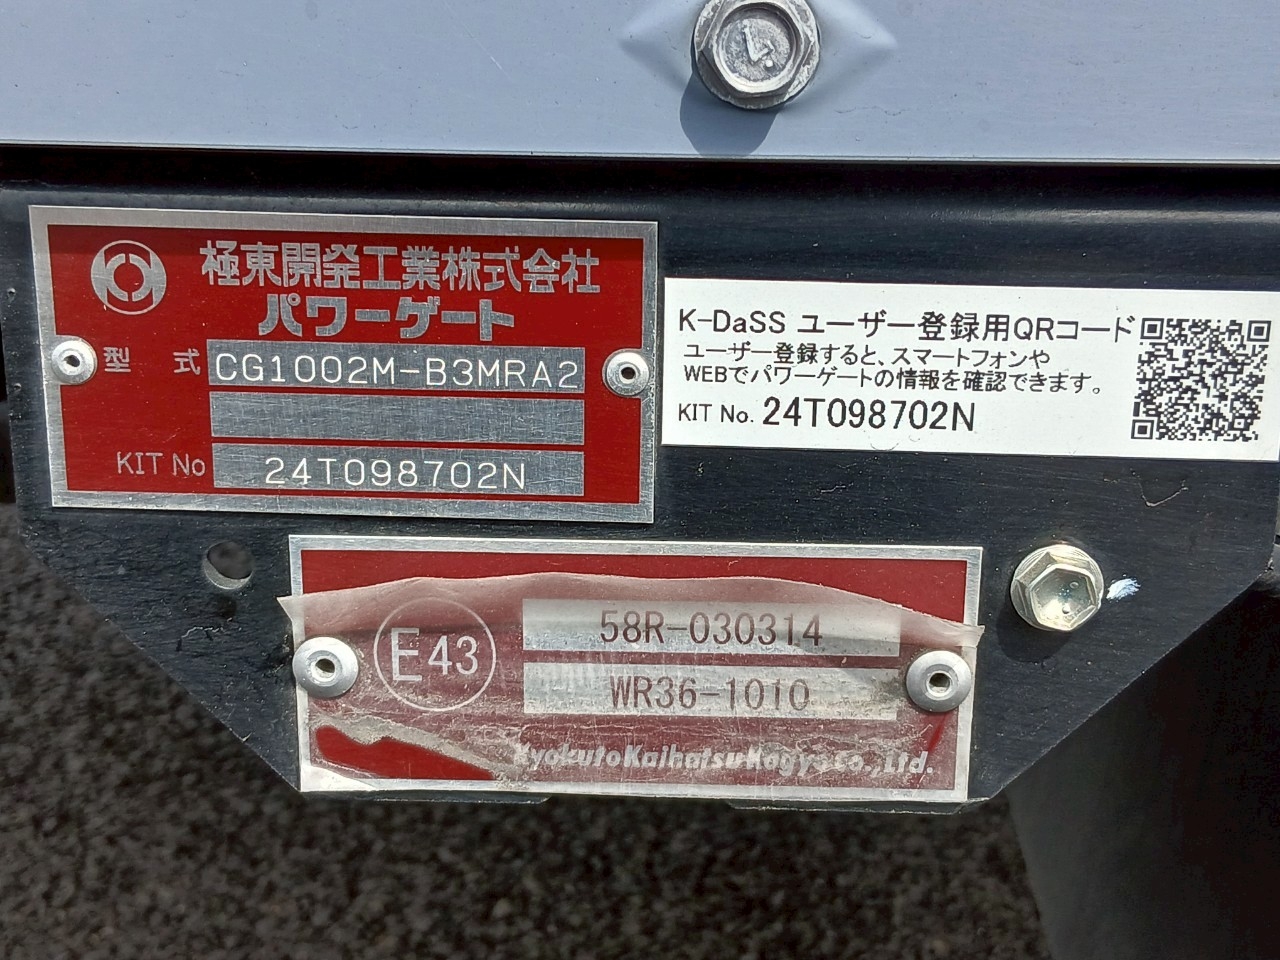 極東開発工業株式会社
パワーゲート
型 式 CG1002M-B3MRA2
KIT No 24T098702N
K-DaSS ユーザー登録用QRコード
ユーザー登録すると、スマートフォンや
WEBでパワーゲートの情報を確認できます。
KIT No. 24T098702N
E43
58R-030314
WR36-1010
KyokutoKaihatsuKogyo Co.,Ltd.
4